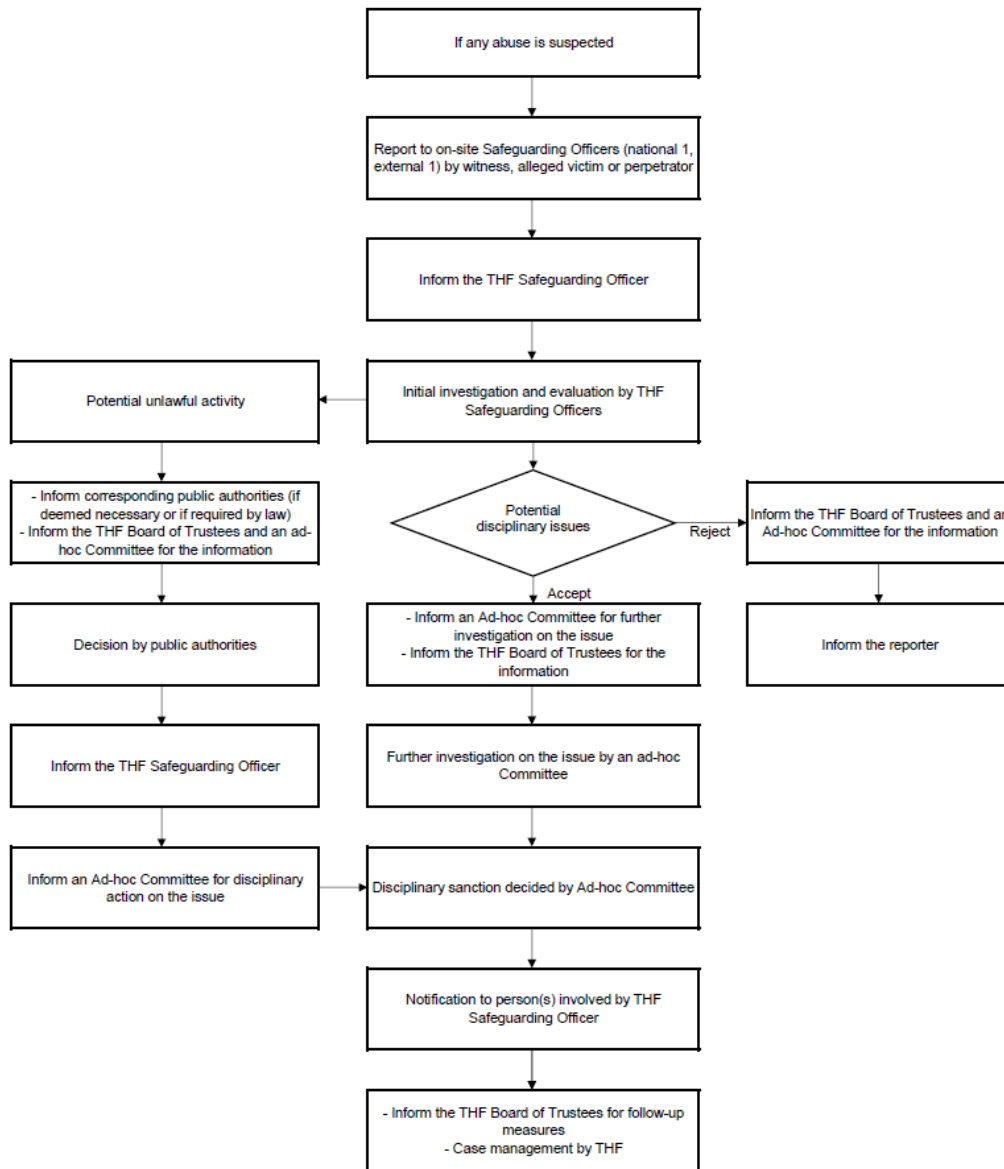 If any abuse is suspected
Report to on-site Safeguarding Officers (national 1,
external 1) by witness, alleged victim or perpetrator
Inform the THF Safeguarding Officer
Potential unlawful activity
Initial investigation and evaluation by THF
Safeguarding Officers
- Inform corresponding public authorities (if
deemed necessary or if required by law)
- Inform the THF Board of Trustees and an ad-
hoc Committee for the information
Potential
disciplinary issues
Reject
Inform the THF Board of Trustees and an
Ad-hoc Committee for the information
Accept
Decision by public authorities
- Inform an Ad-hoc Committee for further
investigation on the issue
- Inform the THF Board of Trustees for the
information
Inform the reporter
Inform the THF Safeguarding Officer
Further investigation on the issue by an ad-hoc
Committee
Inform an Ad-hoc Committee for disciplinary
action on the issue
Disciplinary sanction decided by Ad-hoc Committee
Notification to person(s) involved by THF
Safeguarding Officer
- Inform the THF Board of Trustees for follow-up
measures
- Case management by THF